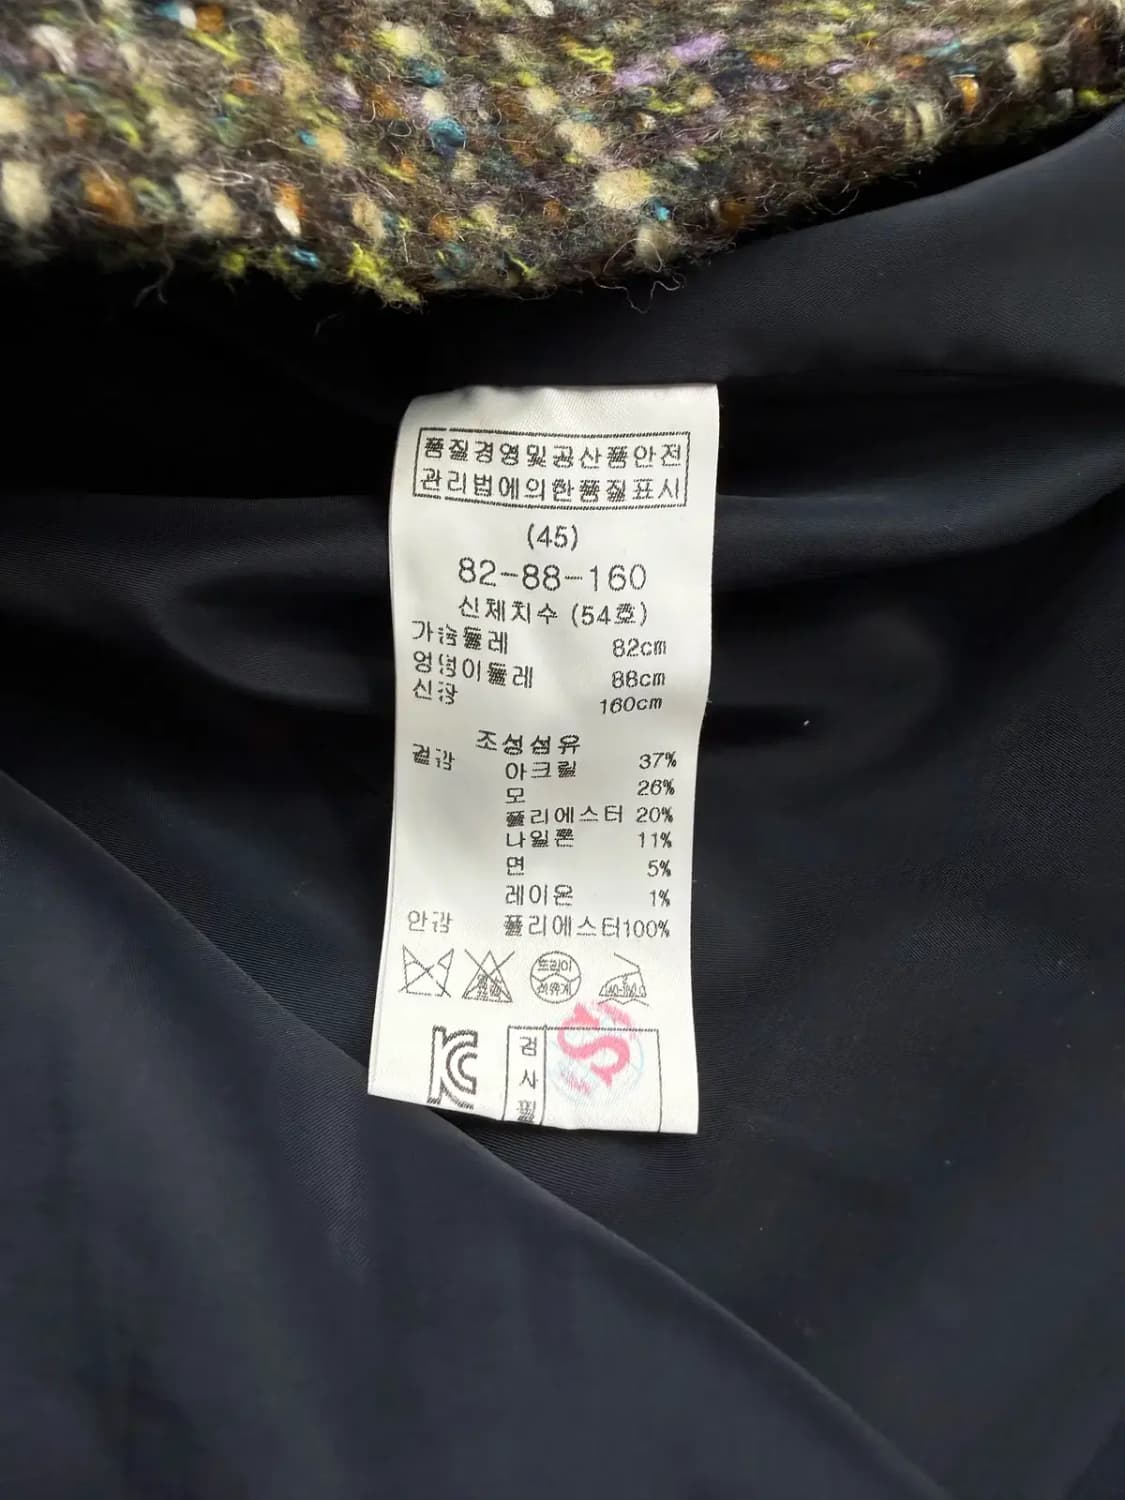 품질경영및공산품안전
관리법에의한품질표시
(45)
82-88-160
신체치수 (54호)
가슴둘레 82cm
엉덩이둘레 88cm
신장 160cm
조성섬유
겉감 아크릴 37%
모 26%
폴리에스터 20%
나일론 11%
면 5%
레이온 1%
안감 폴리에스터100%
드라이
석유계
KC
검사필
S